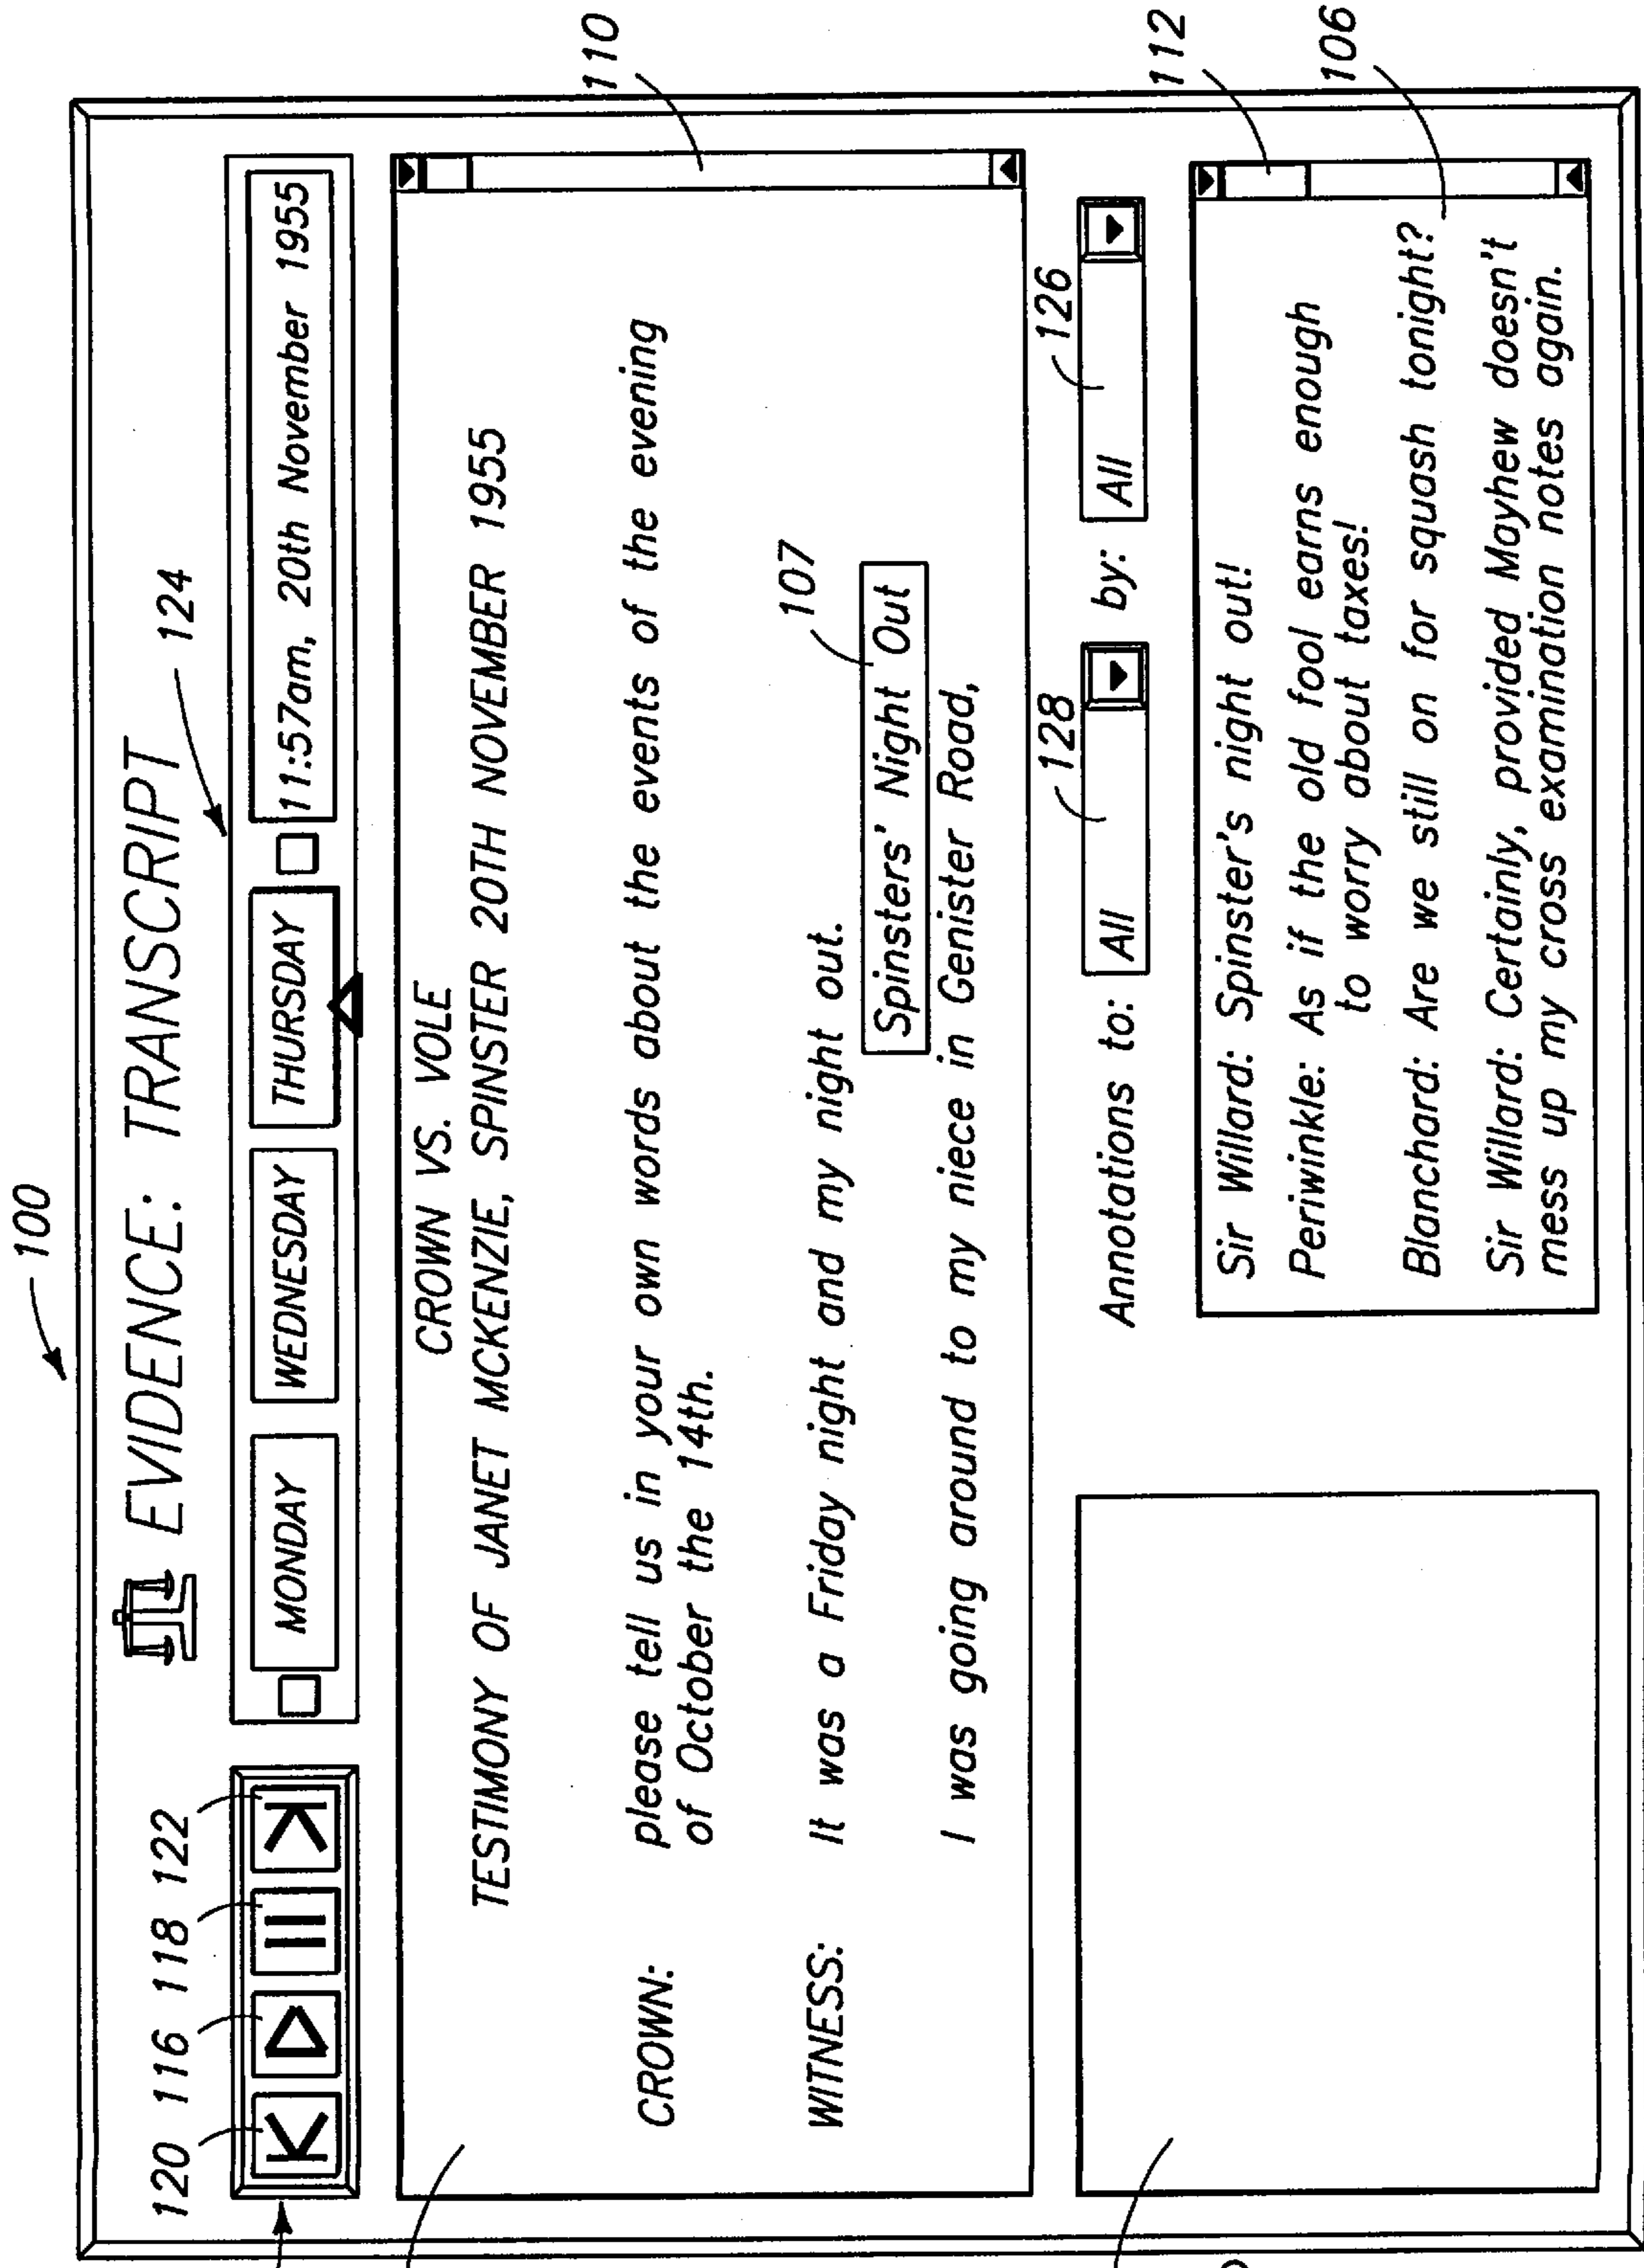 100
EVIDENCE: TRANSCRIPT
124
120 116 118 122
MONDAY WEDNESDAY THURSDAY 11:57am, 20th November 1955
CROWN VS. VOLE
TESTIMONY OF JANET MCKENZIE, SPINSTER 20TH NOVEMBER 1955
110
CROWN: please tell us in your own words about the events of the evening
of October the 14th.
107
WITNESS: It was a Friday night and my night out.
Spinsters' Night Out
I was going around to my niece in Genister Road,
128 126
Annotations to: All by: All
112
Sir Willard: Spinster's night out!
Periwinkle: As if the old fool earns enough
to worry about taxes!
106
Blanchard: Are we still on for squash tonight?
Sir Willard: Certainly, provided Mayhew doesn't
mess up my cross examination notes again.